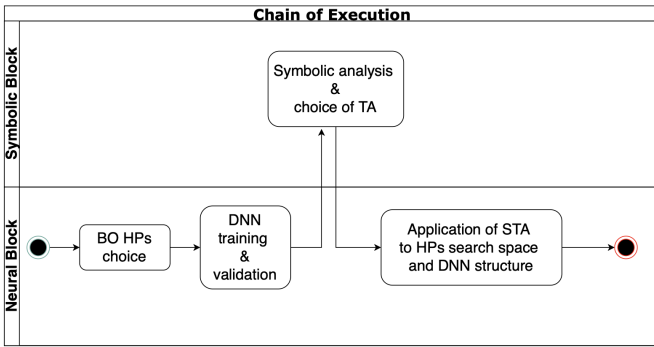 Chain of Execution
Symbolic Block
Symbolic analysis
&
choice of TA
Neural Block
BO HPs
choice
DNN
training
&
validation
Application of STA
to HPs search space
and DNN structure